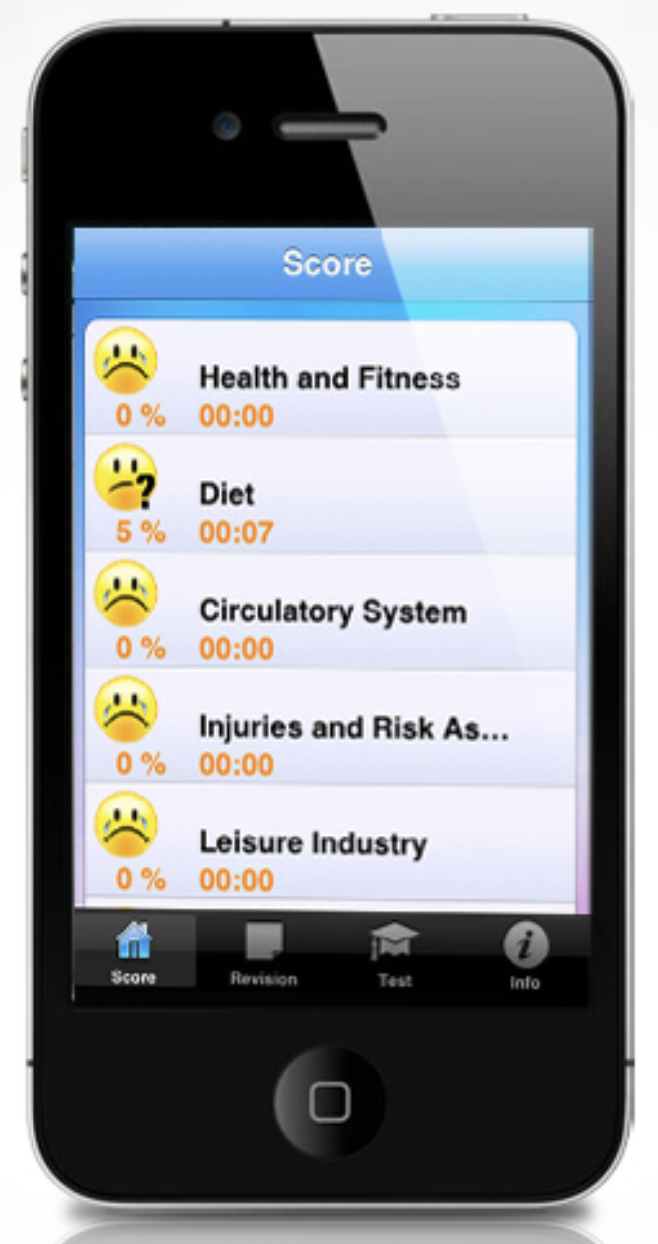 Score
Health and Fitness
0 % 00:00
?
Diet
5 % 00:07
Circulatory System
0 % 00:00
Injuries and Risk As...
0 % 00:00
Leisure Industry
0 % 00:00
Score Revision Test Info